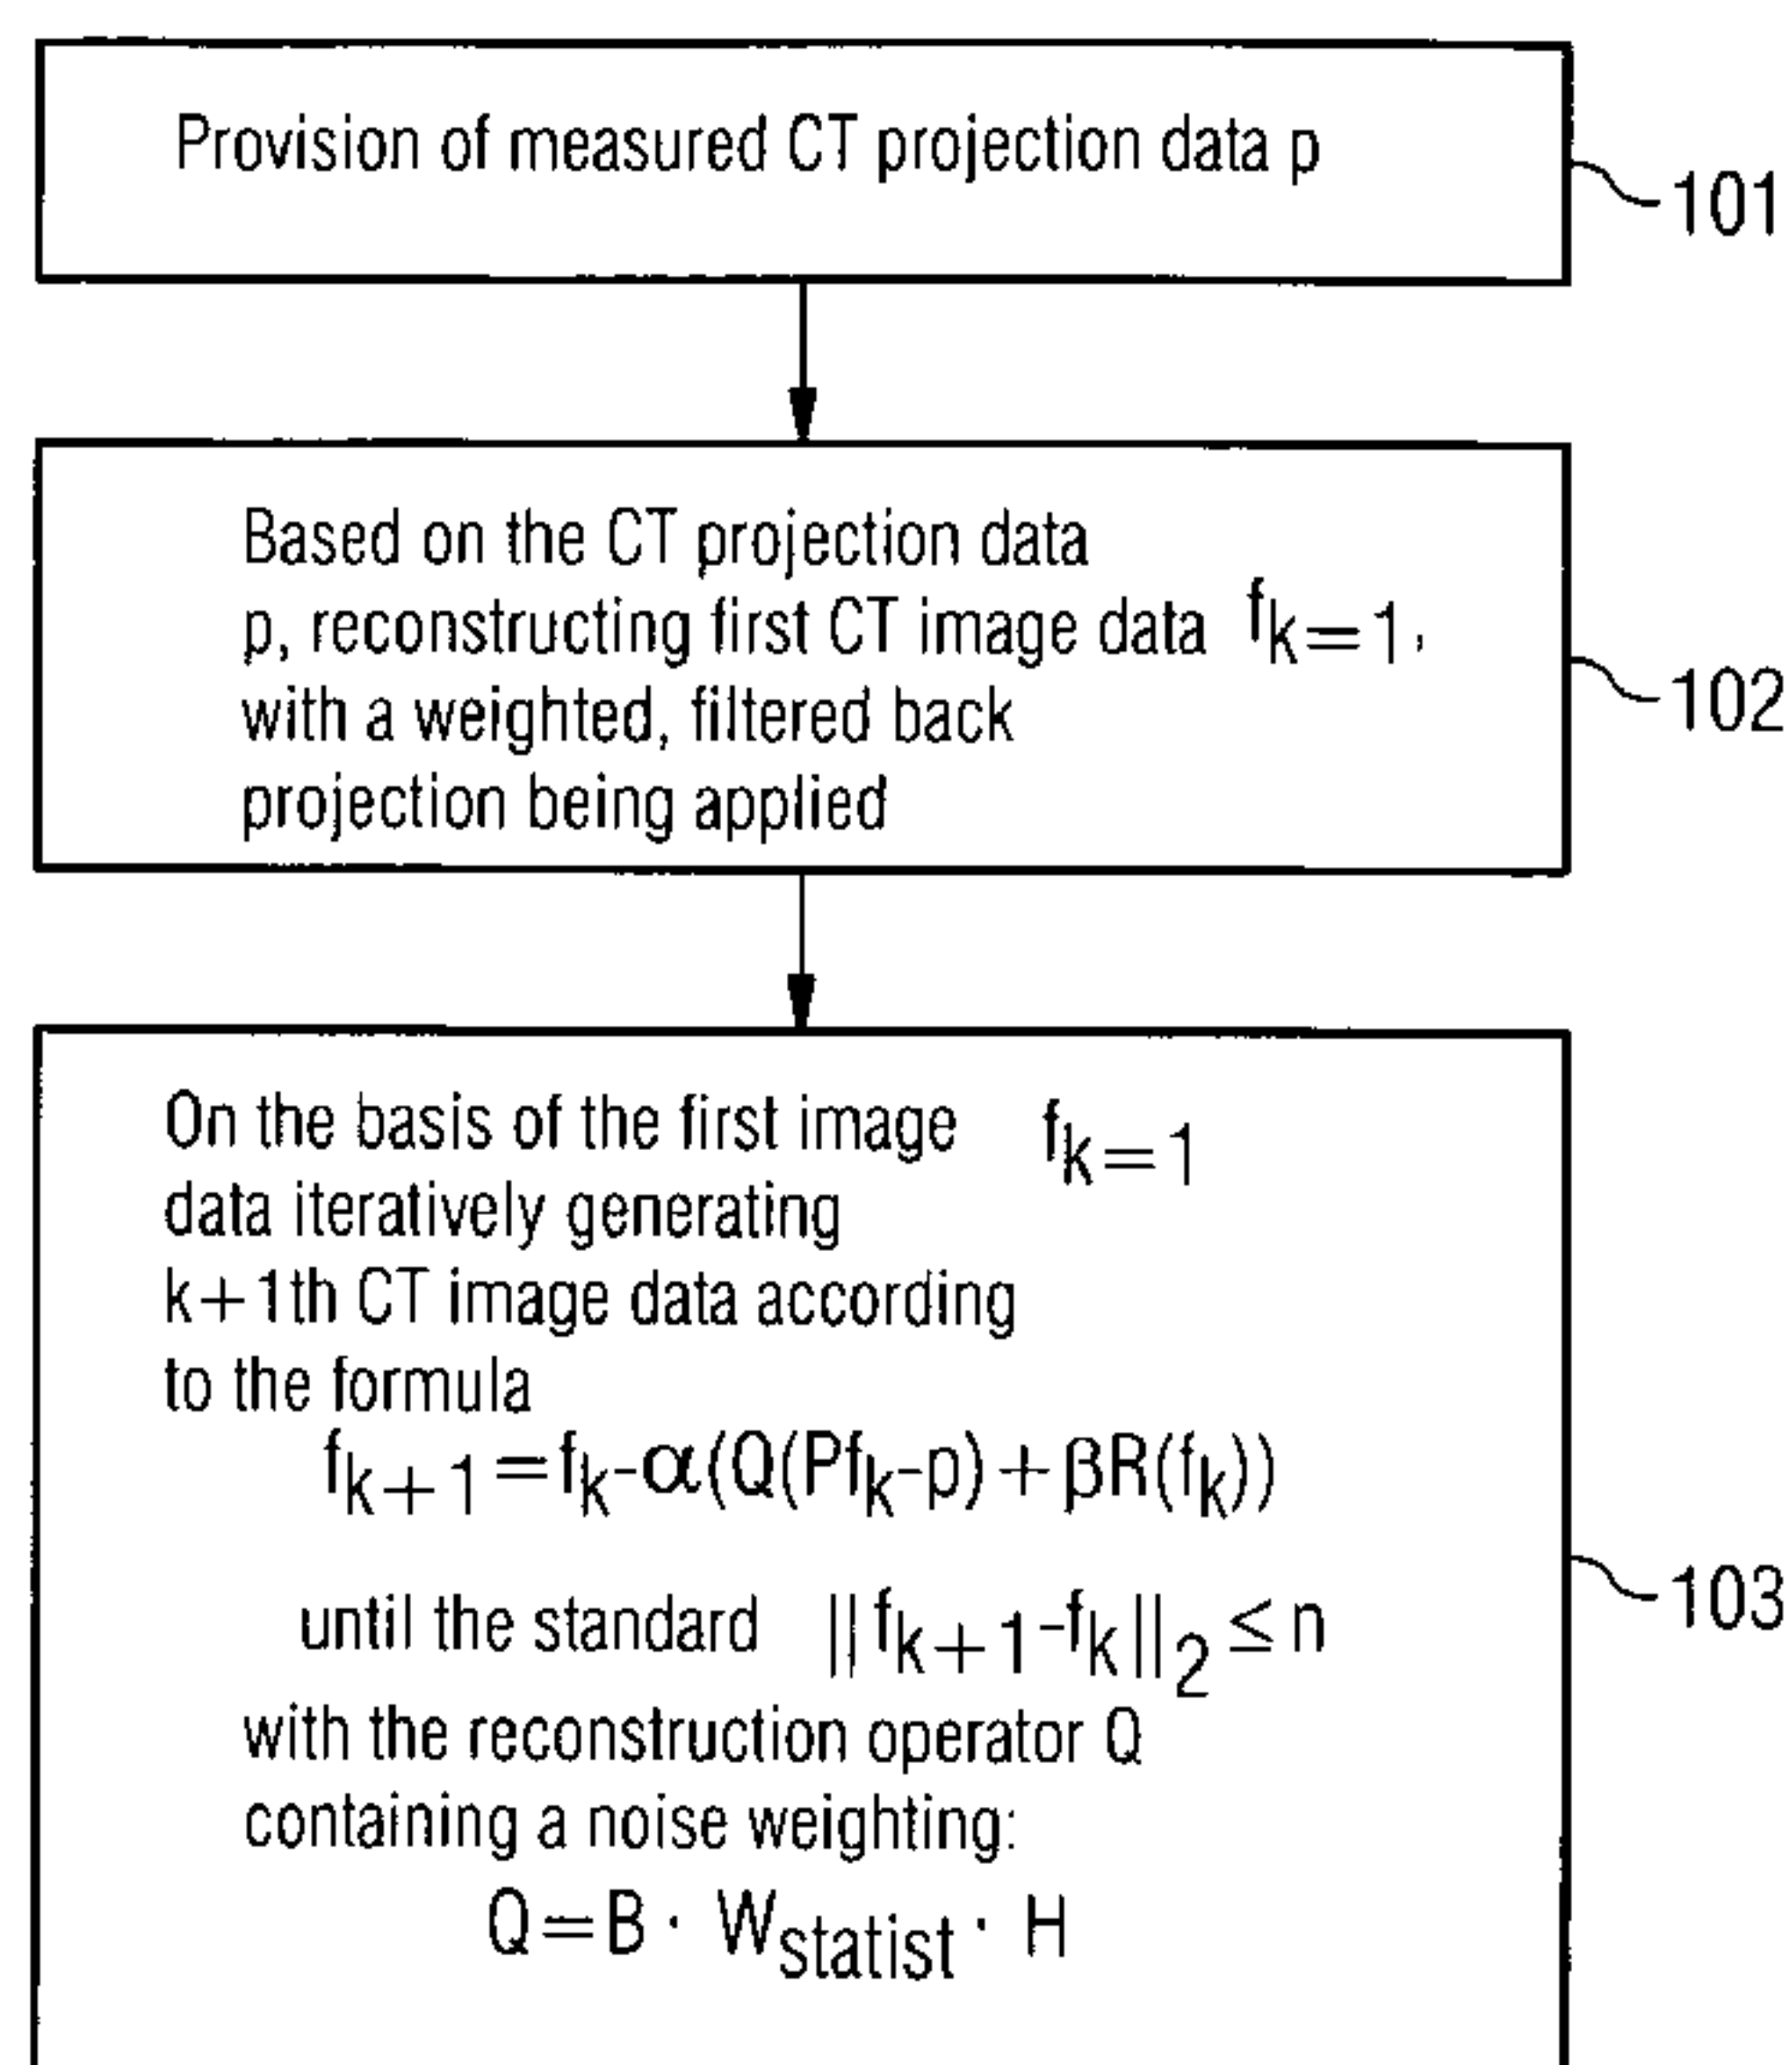 Provision of measured CT projection data p
101
Based on the CT projection data
p, reconstructing first CT image data f_{k=1},
with a weighted, filtered back
projection being applied
102
On the basis of the first image f_{k=1}
data iteratively generating
k+1th CT image data according
to the formula
f_{k+1}=f_k-α(Q(Pf_k-p)+βR(f_k))
until the standard ||f_{k+1}-f_k||_2 ≤ n
103
with the reconstruction operator Q
containing a noise weighting:
Q=B · W_{statist} · H